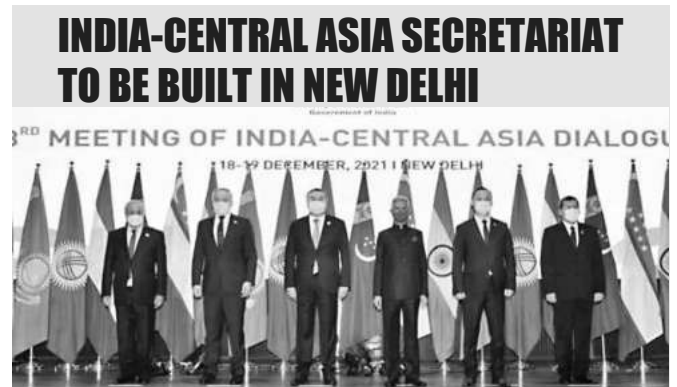 INDIA-CENTRAL ASIA SECRETARIAT
TO BE BUILT IN NEW DELHI
Government of India
3RD MEETING OF INDIA-CENTRAL ASIA DIALOGU
18-19 DECEMBER, 2021 I NEW DELHI